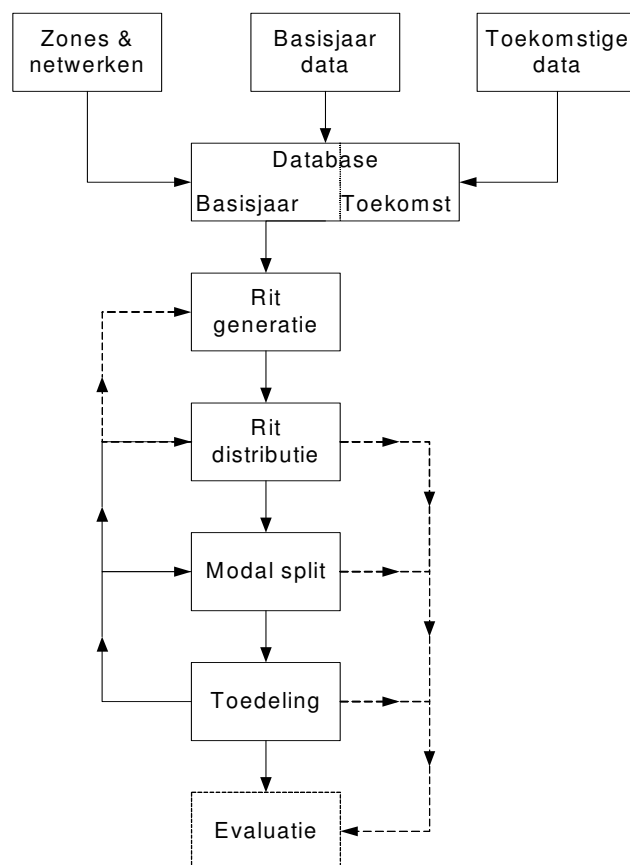 Zones &
netwerken
Basisjaar
data
Toekomstige
data
Database
Basisjaar
Toekomst
Rit
generatie
Rit
distributie
Modal split
Toedeling
Evaluatie